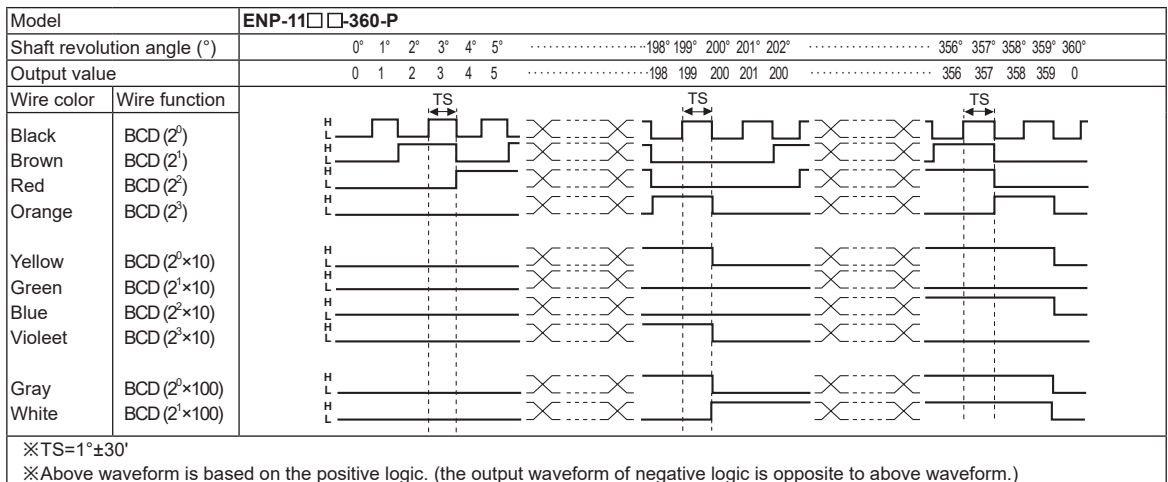 Model ENP-11□ □-360-P
Shaft revolution angle (°) 0° 1° 2° 3° 4° 5° ·················· 198° 199° 200° 201° 202° ·················· 356° 357° 358° 359° 360°
Output value 0 1 2 3 4 5 ·················· 198 199 200 201 200 ·················· 356 357 358 359 0
Wire color Wire function TS TS TS
Black BCD (2⁰) H L
Brown BCD (2¹) H L
Red BCD (2²) H L
Orange BCD (2³) H L
Yellow BCD (2⁰×10) H L
Green BCD (2¹×10) H L
Blue BCD (2²×10) H L
Violeet BCD (2³×10) H L
Gray BCD (2⁰×100) H L
White BCD (2¹×100) H L
※TS=1°±30'
※Above waveform is based on the positive logic. (the output waveform of negative logic is opposite to above waveform.)